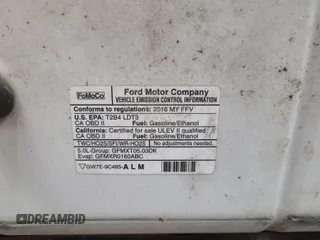 FoMoCo
Ford Motor Company
VEHICLE EMISSION CONTROL INFORMATION
Conforms to regulations: 2016 MY FFV
U.S. EPA: T2B4 LDT3
CA OBD II Fuel: Gasoline/Ethanol
California: Certified for sale ULEV II qualified
CA OBD II Fuel: Gasoline/Ethanol
TWC/HO2S/SFI/WR-HO2S No adjustments needed.
5.0L-Group: GFMXT05.03DK
Evap: GFMXR0160ABC
GW7E-9C485-ALM
DREAMBID